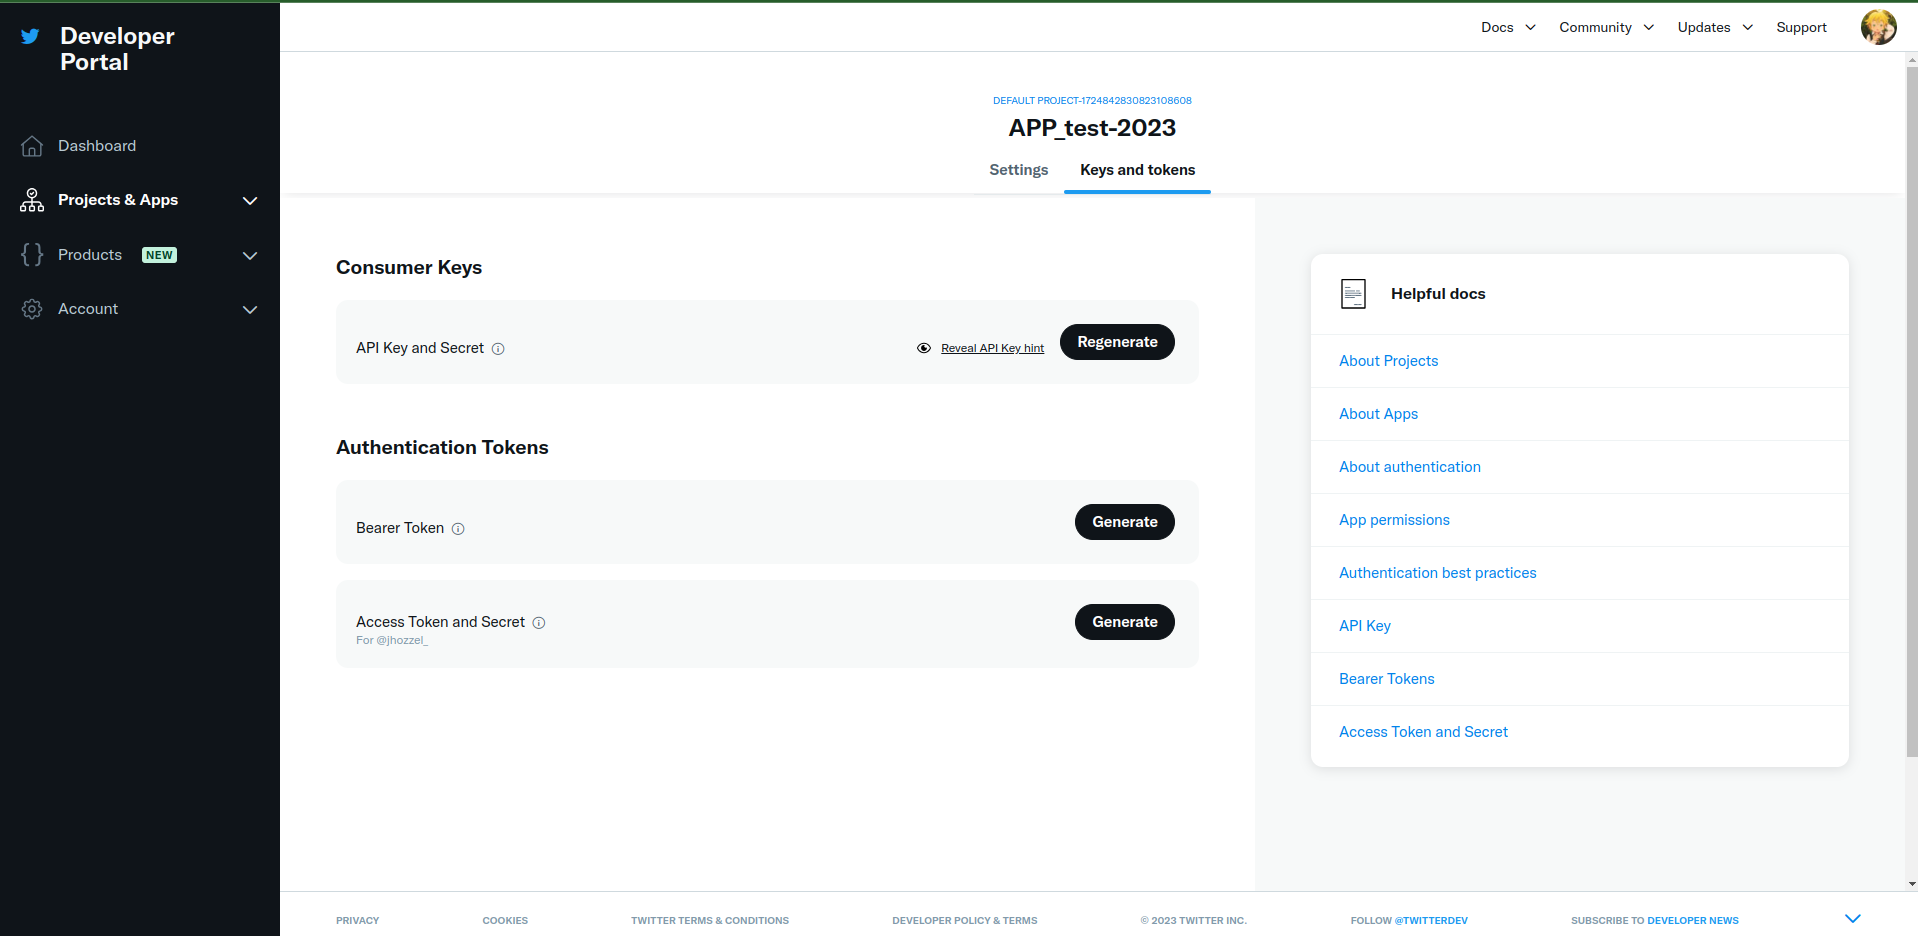 Developer
Portal
Docs Community Updates Support
Dashboard
Projects & Apps
Products NEW
Account
DEFAULT PROJECT-1724842830823108608
APP_test-2023
Settings Keys and tokens
Consumer Keys
API Key and Secret Reveal API Key hint Regenerate
Authentication Tokens
Bearer Token Generate
Access Token and Secret Generate
For @jhozzel_
Helpful docs
About Projects
About Apps
About authentication
App permissions
Authentication best practices
API Key
Bearer Tokens
Access Token and Secret
PRIVACY COOKIES TWITTER TERMS & CONDITIONS DEVELOPER POLICY & TERMS © 2023 TWITTER INC. FOLLOW @TWITTERDEV SUBSCRIBE TO DEVELOPER NEWS